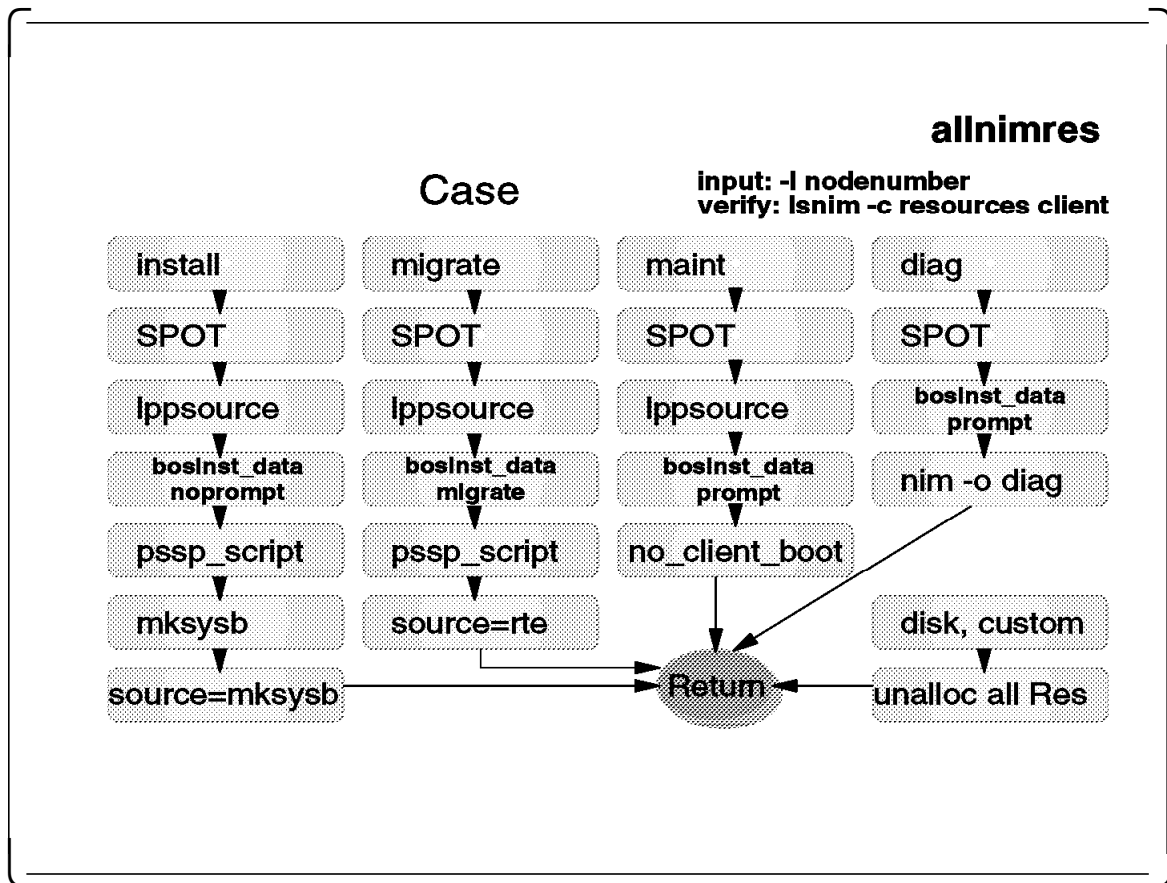 allnimres
Case
input: -l nodenumber
verify: lsnim -c resources client
install
SPOT
lppsource
bosinst_data
noprompt
pssp_script
mksysb
source=mksysb
migrate
SPOT
lppsource
bosinst_data
migrate
pssp_script
source=rte
maint
SPOT
lppsource
bosinst_data
prompt
no_client_boot
diag
SPOT
bosinst_data
prompt
nim -o diag
disk, custom
unalloc all Res
Return